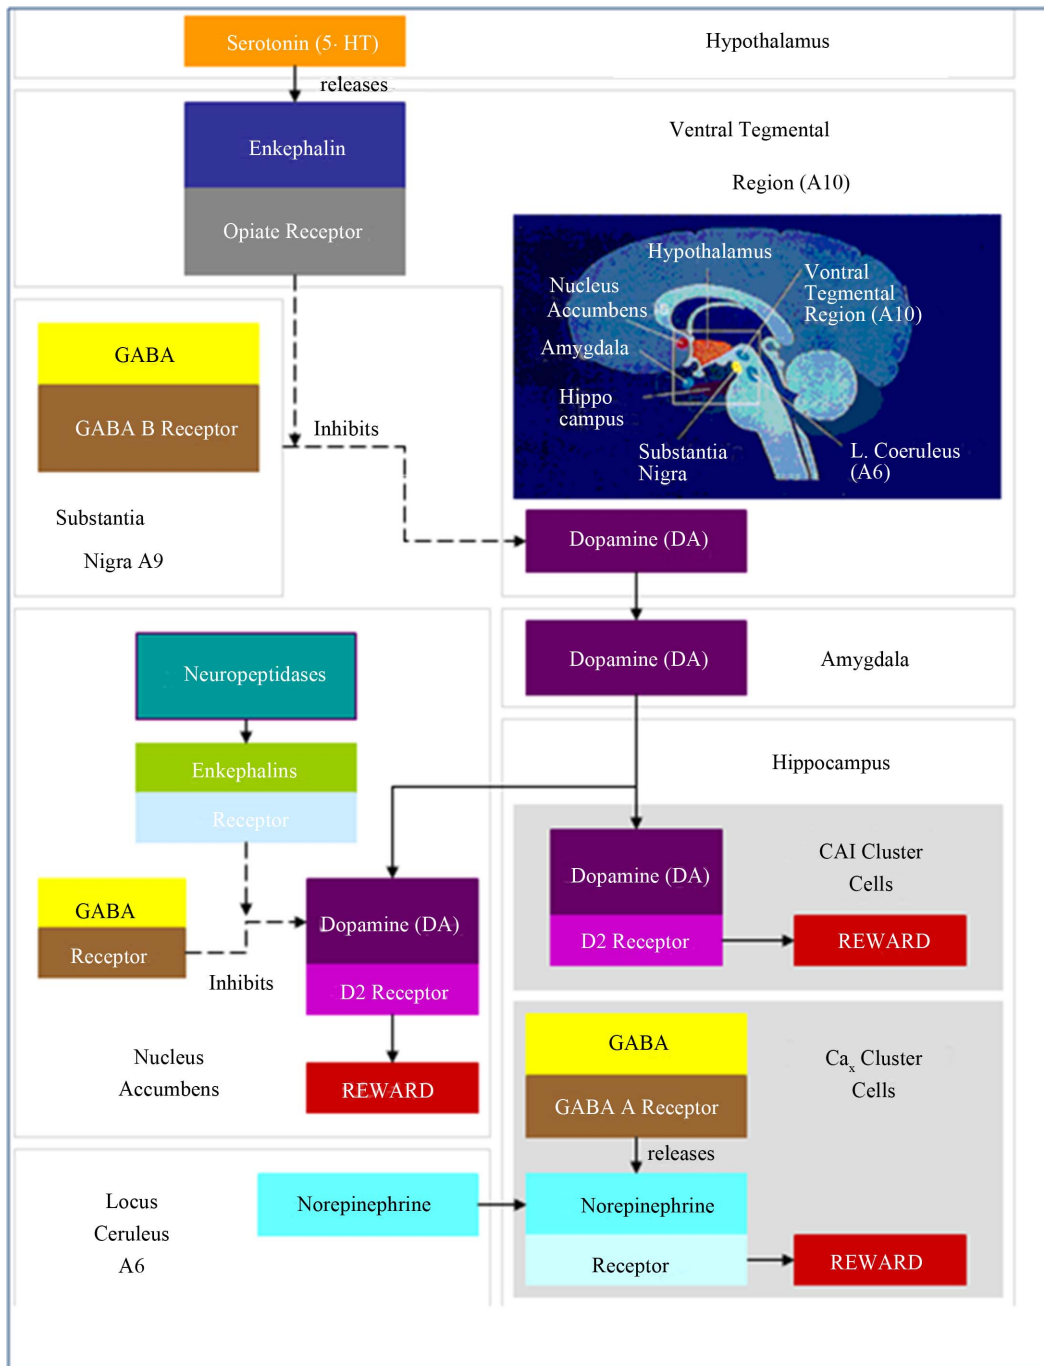 Serotonin (5- HT)
Hypothalamus
releases
Enkephalin
Opiate Receptor
Ventral Tegmental
Region (A10)
Hypothalamus
Nucleus
Accumbens
Vontral
Tegmental
Region (A10)
Amygdala
Hippo
campus
Substantia
Nigra
L. Coeruleus
(A6)
GABA
GABA B Receptor
Inhibits
Substantia
Nigra A9
Dopamine (DA)
Dopamine (DA)
Amygdala
Neuropeptidases
Enkephalins
Receptor
GABA
Receptor
Inhibits
Dopamine (DA)
D2 Receptor
REWARD
Nucleus
Accumbens
Hippocampus
CAI Cluster
Cells
Dopamine (DA)
D2 Receptor
REWARD
GABA
GABA A Receptor
Cax Cluster
Cells
releases
Locus
Ceruleus
A6
Norepinephrine
Norepinephrine
Receptor
REWARD